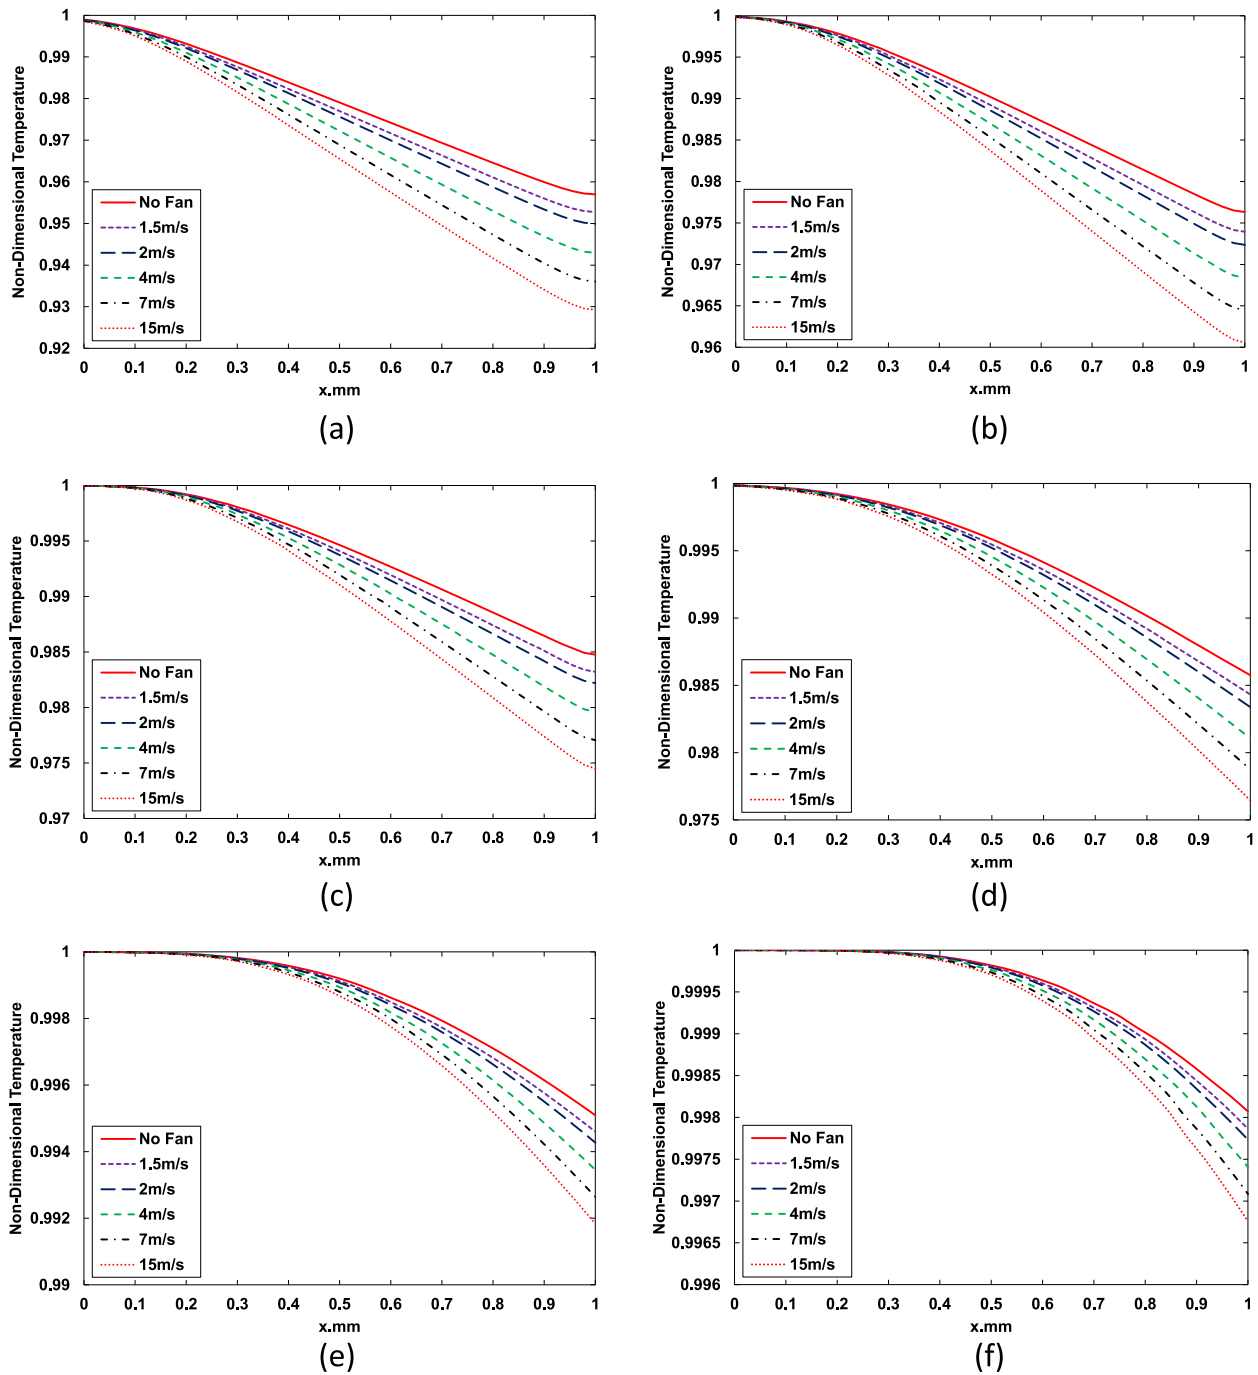 1
0.99
0.98
0.97
0.96
0.95
0.94
0.93
0.92
Non-Dimensional Temperature
No Fan
1.5m/s
2m/s
4m/s
7m/s
15m/s
0 0.1 0.2 0.3 0.4 0.5 0.6 0.7 0.8 0.9 1
x.mm
(a)
1
0.995
0.99
0.985
0.98
0.975
0.97
0.965
0.96
Non-Dimensional Temperature
No Fan
1.5m/s
2m/s
4m/s
7m/s
15m/s
0 0.1 0.2 0.3 0.4 0.5 0.6 0.7 0.8 0.9 1
x.mm
(b)
1
0.995
0.99
0.985
0.98
0.975
0.97
Non-Dimensional Temperature
No Fan
1.5m/s
2m/s
4m/s
7m/s
15m/s
0 0.1 0.2 0.3 0.4 0.5 0.6 0.7 0.8 0.9 1
x.mm
(c)
1
0.995
0.99
0.985
0.98
0.975
Non-Dimensional Temperature
No Fan
1.5m/s
2m/s
4m/s
7m/s
15m/s
0 0.1 0.2 0.3 0.4 0.5 0.6 0.7 0.8 0.9 1
x.mm
(d)
1
0.998
0.996
0.994
0.992
0.99
Non-Dimensional Temperature
No Fan
1.5m/s
2m/s
4m/s
7m/s
15m/s
0 0.1 0.2 0.3 0.4 0.5 0.6 0.7 0.8 0.9 1
x.mm
(e)
1
0.9995
0.999
0.9985
0.998
0.9975
0.997
0.9965
0.996
Non-Dimensional Temperature
No Fan
1.5m/s
2m/s
4m/s
7m/s
15m/s
0 0.1 0.2 0.3 0.4 0.5 0.6 0.7 0.8 0.9 1
x.mm
(f)